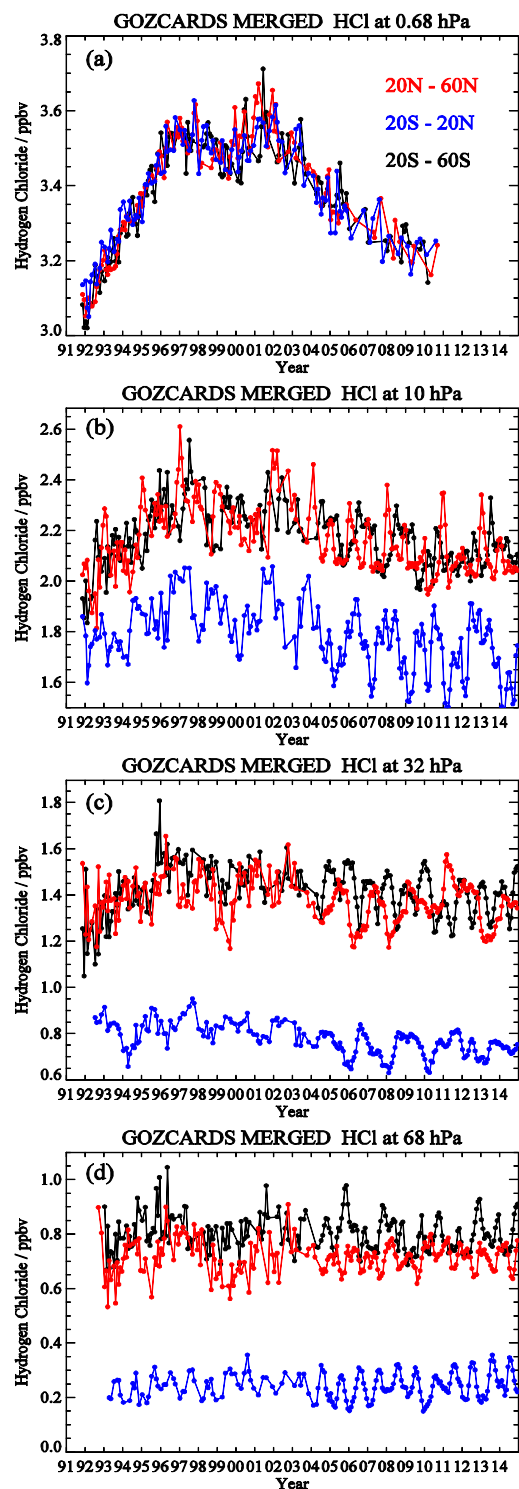 GOZCARDS MERGED HCl at 0.68 hPa
3.8
(a)
20N - 60N
3.6
20S - 20N
20S - 60S
3.4
Hydrogen Chloride / ppbv
3.2
3.0
91 92 93 94 95 96 97 98 99 00 01 02 03 04 05 06 07 08 09 10 11 12 13 14
Year
GOZCARDS MERGED HCl at 10 hPa
(b)
2.6
2.4
2.2
Hydrogen Chloride / ppbv
2.0
1.8
1.6
91 92 93 94 95 96 97 98 99 00 01 02 03 04 05 06 07 08 09 10 11 12 13 14
Year
GOZCARDS MERGED HCl at 32 hPa
(c)
1.8
1.6
1.4
Hydrogen Chloride / ppbv
1.2
1.0
0.8
0.6
91 92 93 94 95 96 97 98 99 00 01 02 03 04 05 06 07 08 09 10 11 12 13 14
Year
GOZCARDS MERGED HCl at 68 hPa
(d)
1.0
0.8
Hydrogen Chloride / ppbv
0.6
0.4
0.2
0.0
91 92 93 94 95 96 97 98 99 00 01 02 03 04 05 06 07 08 09 10 11 12 13 14
Year